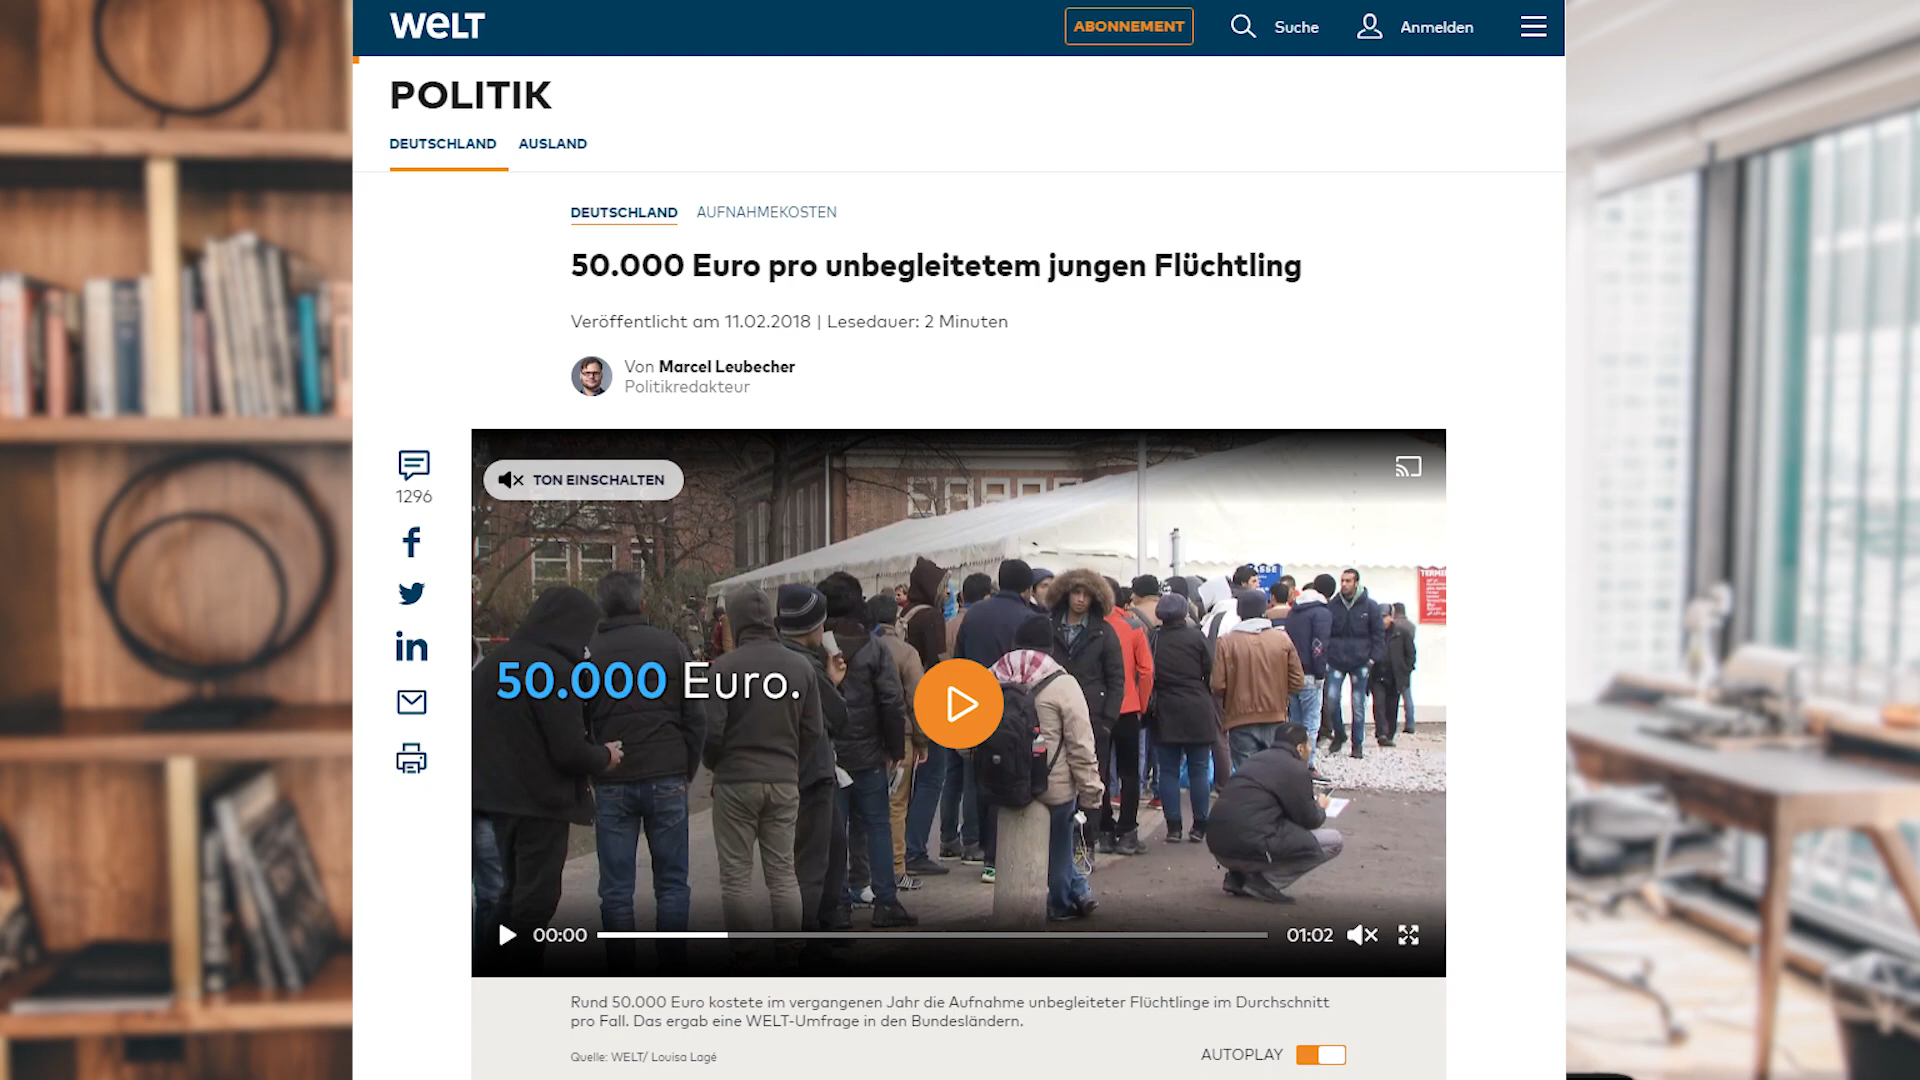 WELT
ABONNEMENT
Suche
Anmelden
POLITIK
DEUTSCHLAND AUSLAND
DEUTSCHLAND AUFNAHMEKOSTEN
50.000 Euro pro unbegleitetem jungen Flüchtling
Veröffentlicht am 11.02.2018 | Lesedauer: 2 Minuten
Von Marcel Leubecher
Politikredakteur
1296
TON EINSCHALTEN
50.000 Euro.
00:00
01:02
Rund 50.000 Euro kostete im vergangenen Jahr die Aufnahme unbegleiteter Flüchtlinge im Durchschnitt
pro Fall. Das ergab eine WELT-Umfrage in den Bundesländern.
Quelle: WELT/ Louisa Lagé
AUTOPLAY